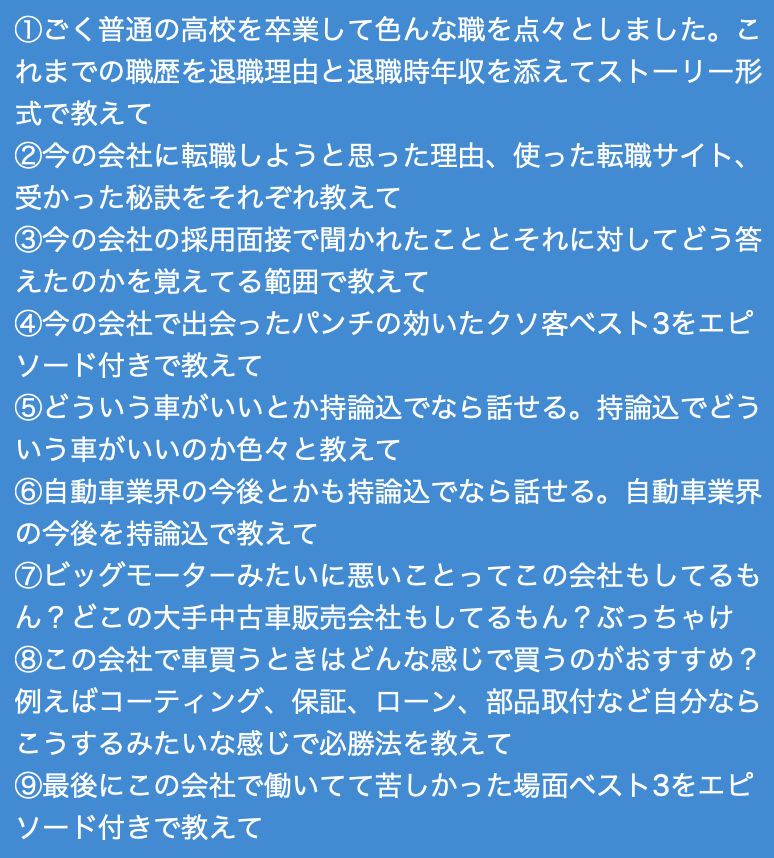 ①ごく普通の高校を卒業して色んな職を点々としました。こ
れまでの職歴を退職理由と退職時年収を添えてストーリー形
式で教えて
②今の会社に転職しようと思った理由、使った転職サイト、
受かった秘訣をそれぞれ教えて
③今の会社の採用面接で聞かれたこととそれに対してどう答
えたのかを覚えてる範囲で教えて
④今の会社で出会ったパンチの効いたクソ客ベスト3をエピ
ソード付きで教えて
⑤どういう車がいいとか持論込でなら話せる。持論込でどう
いう車がいいのか色々と教えて
⑥自動車業界の今後とかも持論込でなら話せる。自動車業界
の今後を持論込で教えて
⑦ビッグモーターみたいに悪いことってこの会社もしてるも
ん？どこの大手中古車販売会社もしてるもん？ぶっちゃけ
⑧この会社で車買うときはどんな感じで買うのがおすすめ？
例えばコーティング、保証、ローン、部品取付など自分なら
こうするみたいな感じで必勝法を教えて
⑨最後にこの会社で働いてて苦しかった場面ベスト3をエピ
ソード付きで教えて